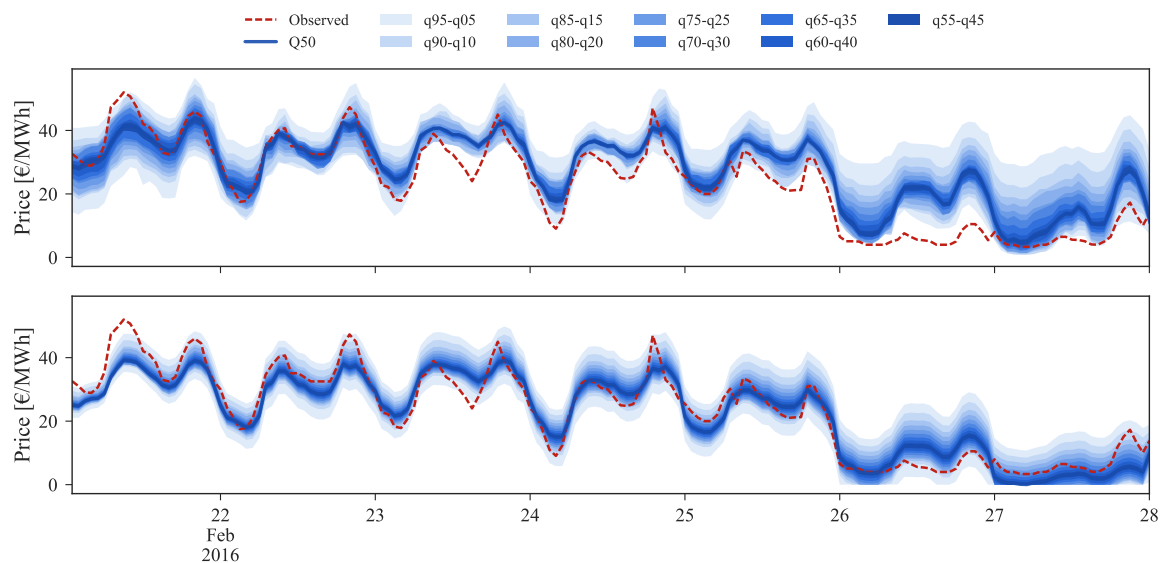 Observed q95-q05 q85-q15 q75-q25 q65-q35 q55-q45
Q50 q90-q10 q80-q20 q70-q30 q60-q40
Price [€/MWh]
40
20
0
Price [€/MWh]
40
20
0
22 23 24 25 26 27 28
Feb
2016